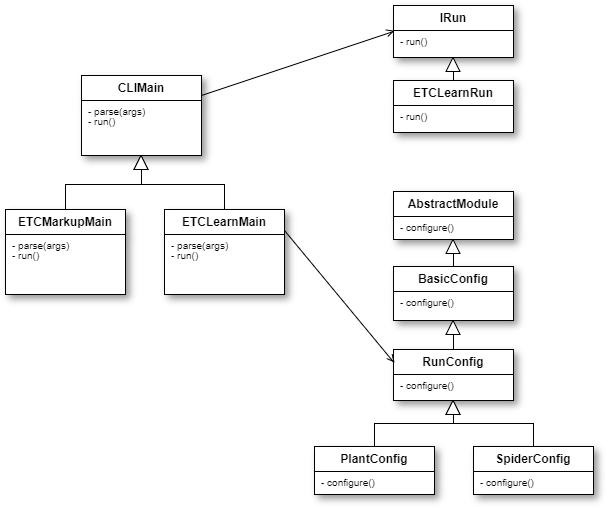 IRun
- run()
CLIMain
- parse(args)
- run()
ETCLearnRun
- run()
ETCMarkupMain
- parse(args)
- run()
ETCLearnMain
- parse(args)
- run()
AbstractModule
- configure()
BasicConfig
- configure()
RunConfig
- configure()
PlantConfig
- configure()
SpiderConfig
- configure()